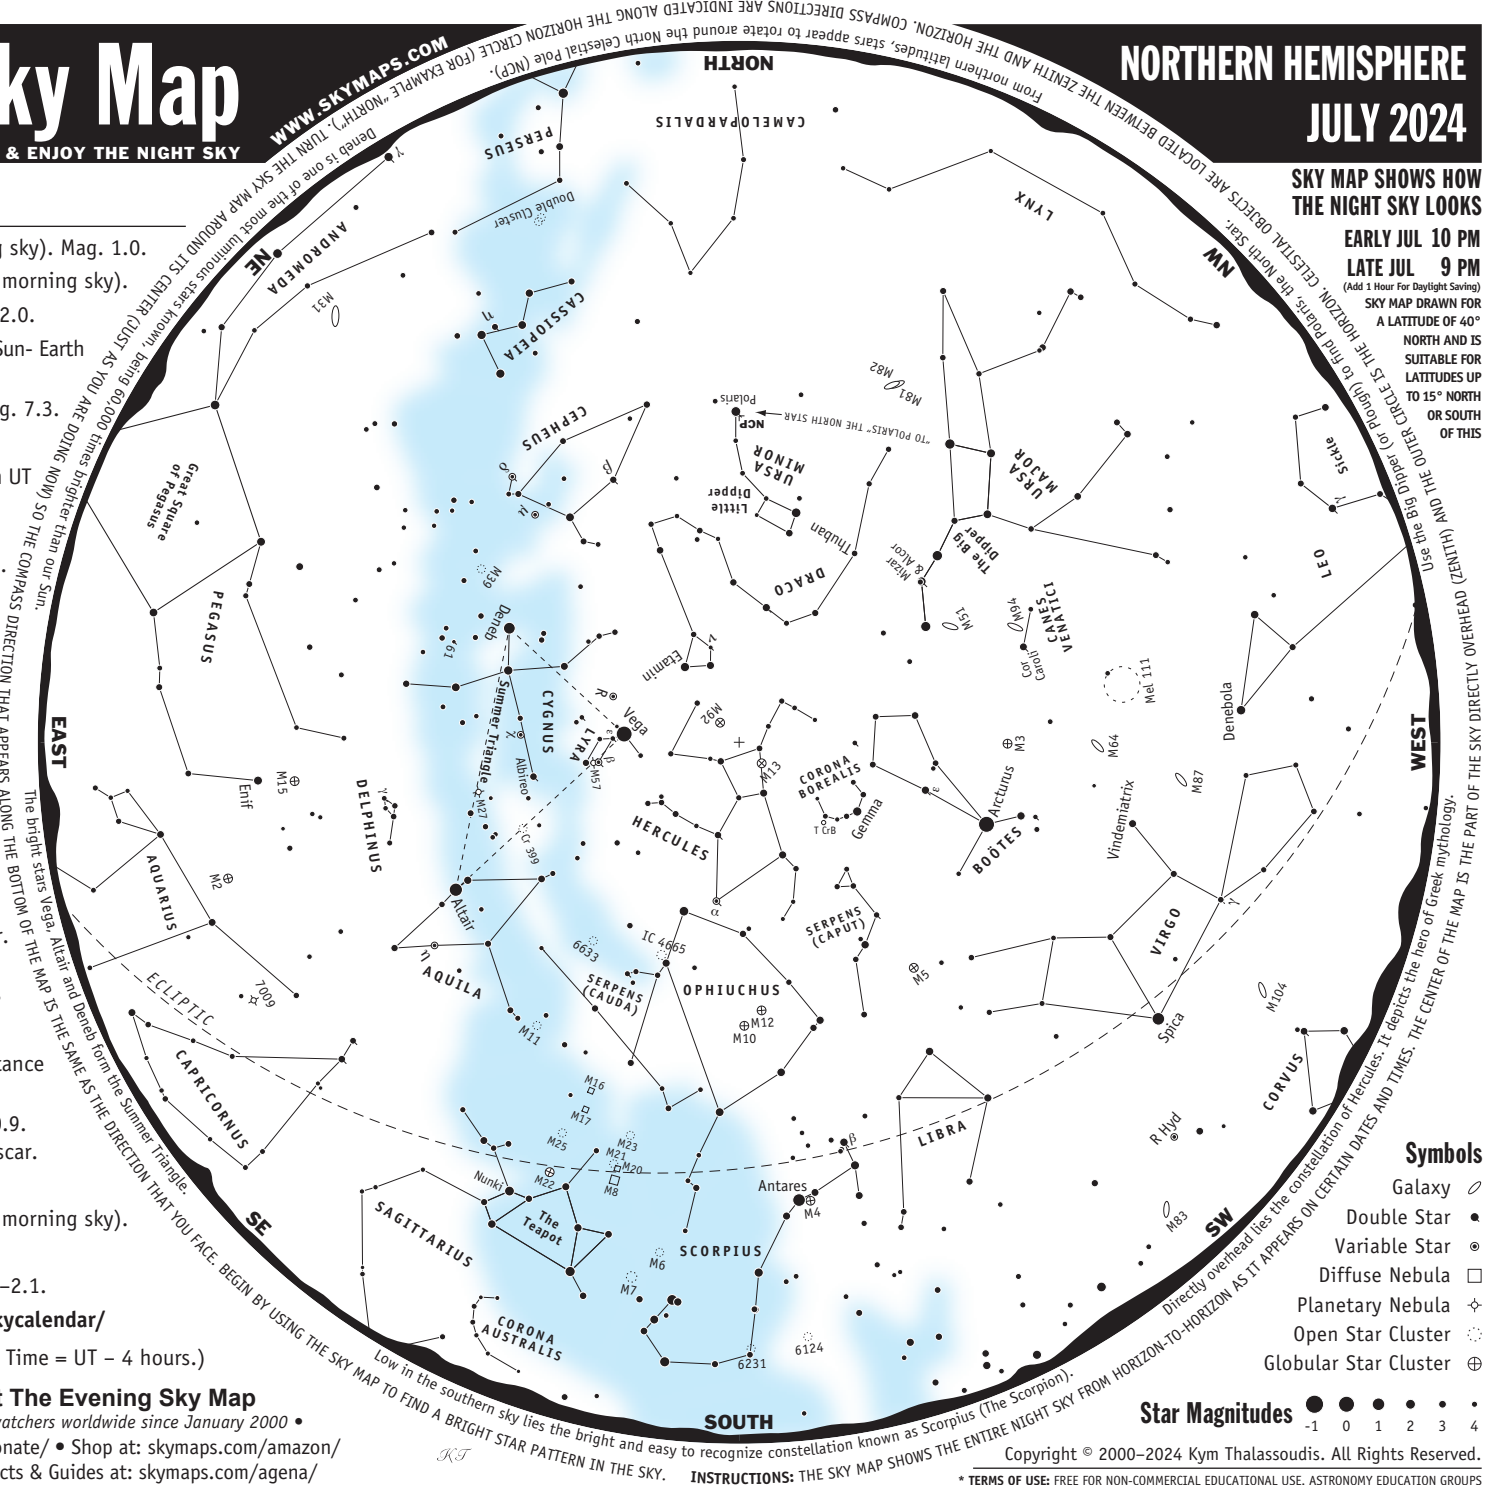 ky Map
& ENJOY THE NIGHT SKY
WWW.SKYMAPS.COM
NORTHERN HEMISPHERE
JULY 2024
SKY MAP SHOWS HOW
THE NIGHT SKY LOOKS
EARLY JUL 10 PM
LATE JUL 9 PM
(Add 1 Hour For Daylight Saving)
SKY MAP DRAWN FOR
A LATITUDE OF 40°
NORTH AND IS
SUITABLE FOR
LATITUDES UP
TO 15° NORTH
OR SOUTH
OF THIS
g sky). Mag. 1.0.
morning sky).
2.0.
Sun- Earth
g. 7.3.
n UT
tance
0.9.
scar.
morning sky).
–2.1.
kycalendar/
Time = UT – 4 hours.)
t The Evening Sky Map
watchers worldwide since January 2000 •
onate/ • Shop at: skymaps.com/amazon/
cts & Guides at: skymaps.com/agena/
INSTRUCTIONS: THE SKY MAP SHOWS THE ENTIRE NIGHT SKY FROM HORIZON-TO-HORIZON AS IT APPEARS ON CERTAIN DATES AND TIMES. THE CENTER OF THE MAP IS THE PART OF THE SKY DIRECTLY OVERHEAD (ZENITH) AND THE OUTER CIRCLE IS THE HORIZON. CELESTIAL OBJECTS ARE LOCATED BETWEEN THE ZENITH AND THE HORIZON. COMPASS DIRECTIONS ARE INDICATED ALONG THE HORIZON CIRCLE (FOR EXAMPLE "NORTH"). TURN THE SKY MAP AROUND ITS CENTER (JUST AS YOU ARE DOING NOW) SO THE COMPASS DIRECTION THAT APPEARS ALONG THE BOTTOM OF THE MAP IS THE SAME AS THE DIRECTION THAT YOU FACE. BEGIN BY USING THE SKY MAP TO FIND A BRIGHT STAR PATTERN IN THE SKY.
From northern latitudes, stars appear to rotate around the North Celestial Pole (NCP).
Deneb is one of the most luminous stars known, being 60,000 times brighter than our Sun.
The bright stars Vega, Altair and Deneb form the Summer Triangle.
Low in the southern sky lies the bright and easy to recognize constellation known as Scorpius (The Scorpion).
Directly overhead lies the constellation of Hercules. It depicts the hero of Greek mythology.
Use the Big Dipper (or Plough) to find Polaris, the North Star.
NORTH
NE
EAST
SE
SOUTH
SW
WEST
NW
CAMELOPARDALIS
PERSEUS
Double Cluster
LYNX
γ
ANDROMEDA
M31
CASSIOPEIA
η
M82
M81
Polaris
NCP
"TO POLARIS" THE NORTH STAR
CEPHEUS
δ
β
μ
URSA
MINOR
Little
Dipper
URSA
MAJOR
The Big
Dipper
Sickle
γ
LEO
Great Square
of Pegasus
PEGASUS
M39
Thuban
DRACO
Mizar
& Alcor
M51
M94
CANES
VENATICI
Cor
Caroli
Mel 111
Denebola
Deneb
61
Etamin
ν
R
Vega
CYGNUS
Summer Triangle
χ
Albireo
LYRA
ε
β
M57
M92
M13
HERCULES
CORONA
BOREALIS
T CrB
Gemma
M3
M64
Arcturus
ε
BOÖTES
M87
Vindemiatrix
Enif
M15
DELPHINUS
γ
M27
Cr 399
AQUARIUS
M2
Altair
η
AQUILA
α
SERPENS
(CAPUT)
VIRGO
γ
6633
IC 4665
SERPENS
(CAUDA)
OPHIUCHUS
M12
M10
M5
M104
Spica
ECLIPTIC
7009
M11
CAPRICORNUS
M16
M17
M25
M23
M21
M20
M22
M8
Nunki
LIBRA
β
R Hyd
CORVUS
M83
Antares
M4
The
Teapot
SAGITTARIUS
SCORPIUS
M6
M7
CORONA
AUSTRALIS
6231
6124
KT
Symbols
Galaxy
Double Star
Variable Star
Diffuse Nebula
Planetary Nebula
Open Star Cluster
Globular Star Cluster
Star Magnitudes
-1 0 1 2 3 4
Copyright © 2000–2024 Kym Thalassoudis. All Rights Reserved.
* TERMS OF USE: FREE FOR NON-COMMERCIAL EDUCATIONAL USE. ASTRONOMY EDUCATION GROUPS